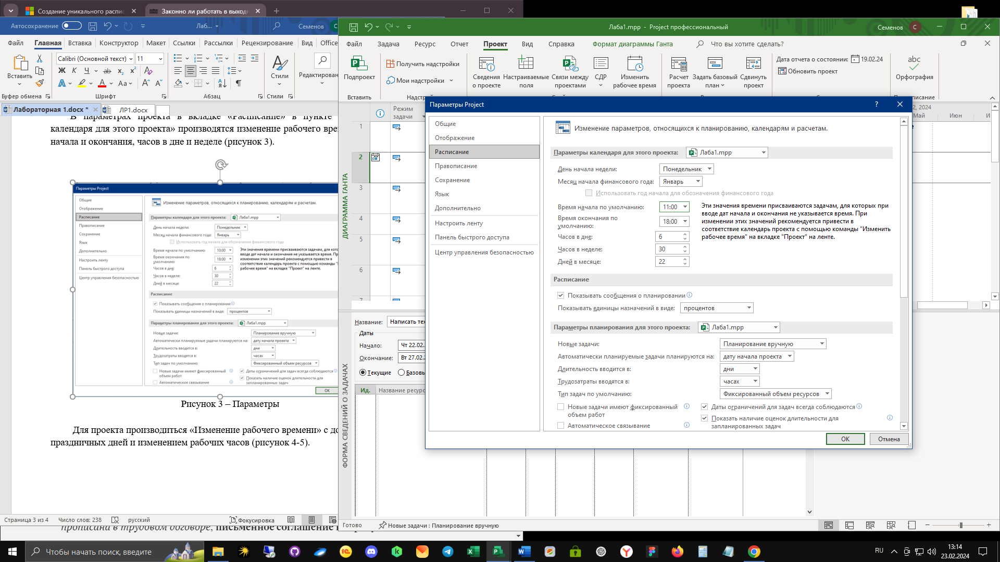 Создание уникального распис
Законно ли работать в выход
Автосохранение
Лаб...
Семенов
С
Файл
Главная
Вставка
Конструктор
Макет
Ссылки
Рассылки
Рецензирование
Вид
Office
Вставить
Calibri (Основной текст)
11
Ж К Ч ab x₂ x²
Aa
Стили
Редактирован
Буфер обмена
Шрифт
Абзац
Стили
Лабораторная 1.docx *
ЛР1.docx
В параметрах проекта в вкладке «Расписание» в пункте
календаря для этого проекта» производятся изменение рабочего врем
начала и окончания, часов в дне и неделе (рисунок 3).
Параметры Project
Общие
Отображение
Расписание
Правописание
Сохранение
Язык
Дополнительно
Настроить ленту
Панель быстрого доступа
Центр управления безопасностью
Изменение параметров, относящихся к планированию, календарям и расчетам.
Параметры календаря для этого проекта: Лаба1.mpp
День начала недели: Понедельник
Месяц начала финансового года: Январь
Использовать год начала для обозначения финансового года
Время начала по умолчанию: 10:00
Время окончания по умолчанию: 18:00
Часов в дне: 6
Часов в неделе: 30
Дней в месяце: 22
Эти значения времени присваиваются задачам, для кото
вводе дат начала и окончания не указывается время. Пр
изменении этих значений рекомендуется привести в
соответствие календарь проекта с помощью команды "
рабочее время" на вкладке "Проект" на ленте.
Расписание
Показывать сообщения о планировании
Показывать единицы назначений в виде: процентов
Параметры планирования для этого проекта: Лаба1.mpp
Новые задачи: Планирование вручную
Автоматически планируемые задачи планируются на: дату начала проекта
Длительность вводится в: дни
Трудозатраты вводятся в: часах
Тип задач по умолчанию: Фиксированный объем ресурсов
Новые задачи имеют фиксированный объем работ
Даты ограничений для задач всегда соблюдаются
Показать наличие оценок длительности для запланированных задач
Автоматическое связывание
ОК
Рисунок 3 – Параметры
Для проекта производиться «Изменение рабочего времени» с до
праздничных дней и изменением рабочих часов (рисунок 4-5).
Страница 3 из 4
Число слов: 238
русский
Фокусировка
прописана в трудовом договоре, письменное соглашение
Лаба1.mpp - Project профессиональный
Семенов
С
Файл
Задача
Ресурс
Отчет
Проект
Вид
Справка
Формат диаграммы Ганта
Что вы хотите сделать?
Подпроект
Вставить
Получить надстройки
Мои надстройки
Надст
Сведения о проекте
Настраиваемые поля
Связи между проектами
СДР
Изменить рабочее время
Расчет проекта
Задать базовый план
Сдвинуть проект
Дата отчета о состоянии: 19.02.24
Обновить проект
abc
Орфография
Режим задачи
1
2
3
4
5
6
7
2, 2024
Май
Июн
ДИАГРАММА ГАНТА
Параметры Project
?
Общие
Отображение
Расписание
Правописание
Сохранение
Язык
Дополнительно
Настроить ленту
Панель быстрого доступа
Центр управления безопасностью
Изменение параметров, относящихся к планированию, календарям и расчетам.
Параметры календаря для этого проекта: Лаба1.mpp
День начала недели: Понедельник
Месяц начала финансового года: Январь
Использовать год начала для обозначения финансового года
Время начала по умолчанию: 11:00
Время окончания по
умолчанию: 18:00
Часов в дне: 6
Часов в неделе: 30
Дней в месяце: 22
Эти значения времени присваиваются задачам, для которых при
вводе дат начала и окончания не указывается время. При
изменении этих значений рекомендуется привести в
соответствие календарь проекта с помощью команды "Изменить
рабочее время" на вкладке "Проект" на ленте.
Расписание
Показывать сообщения о планировании
Показывать единицы назначений в виде: процентов
Параметры планирования для этого проекта: Лаба1.mpp
Новые задачи: Планирование вручную
Автоматически планируемые задачи планируются на: дату начала проекта
Длительность вводится в: дни
Трудозатраты вводятся в: часах
Тип задач по умолчанию: Фиксированный объем ресурсов
Новые задачи имеют фиксированный
объем работ
Автоматическое связывание
Даты ограничений для задач всегда соблюдаются
Показать наличие оценок длительности для
запланированных задач
ОК
Отмена
ФОРМА СВЕДЕНИЙ О ЗАДАЧАХ
Название: Написать тех
Даты
Начало: Чт 22.02.
Окончание: Вт 27.02.2
Текущие
Базовы
Ид.
Название ресурс
Готово
Новые задачи : Планирование вручную
Чтобы начать поиск, введите
RU
13:14
23.02.2024